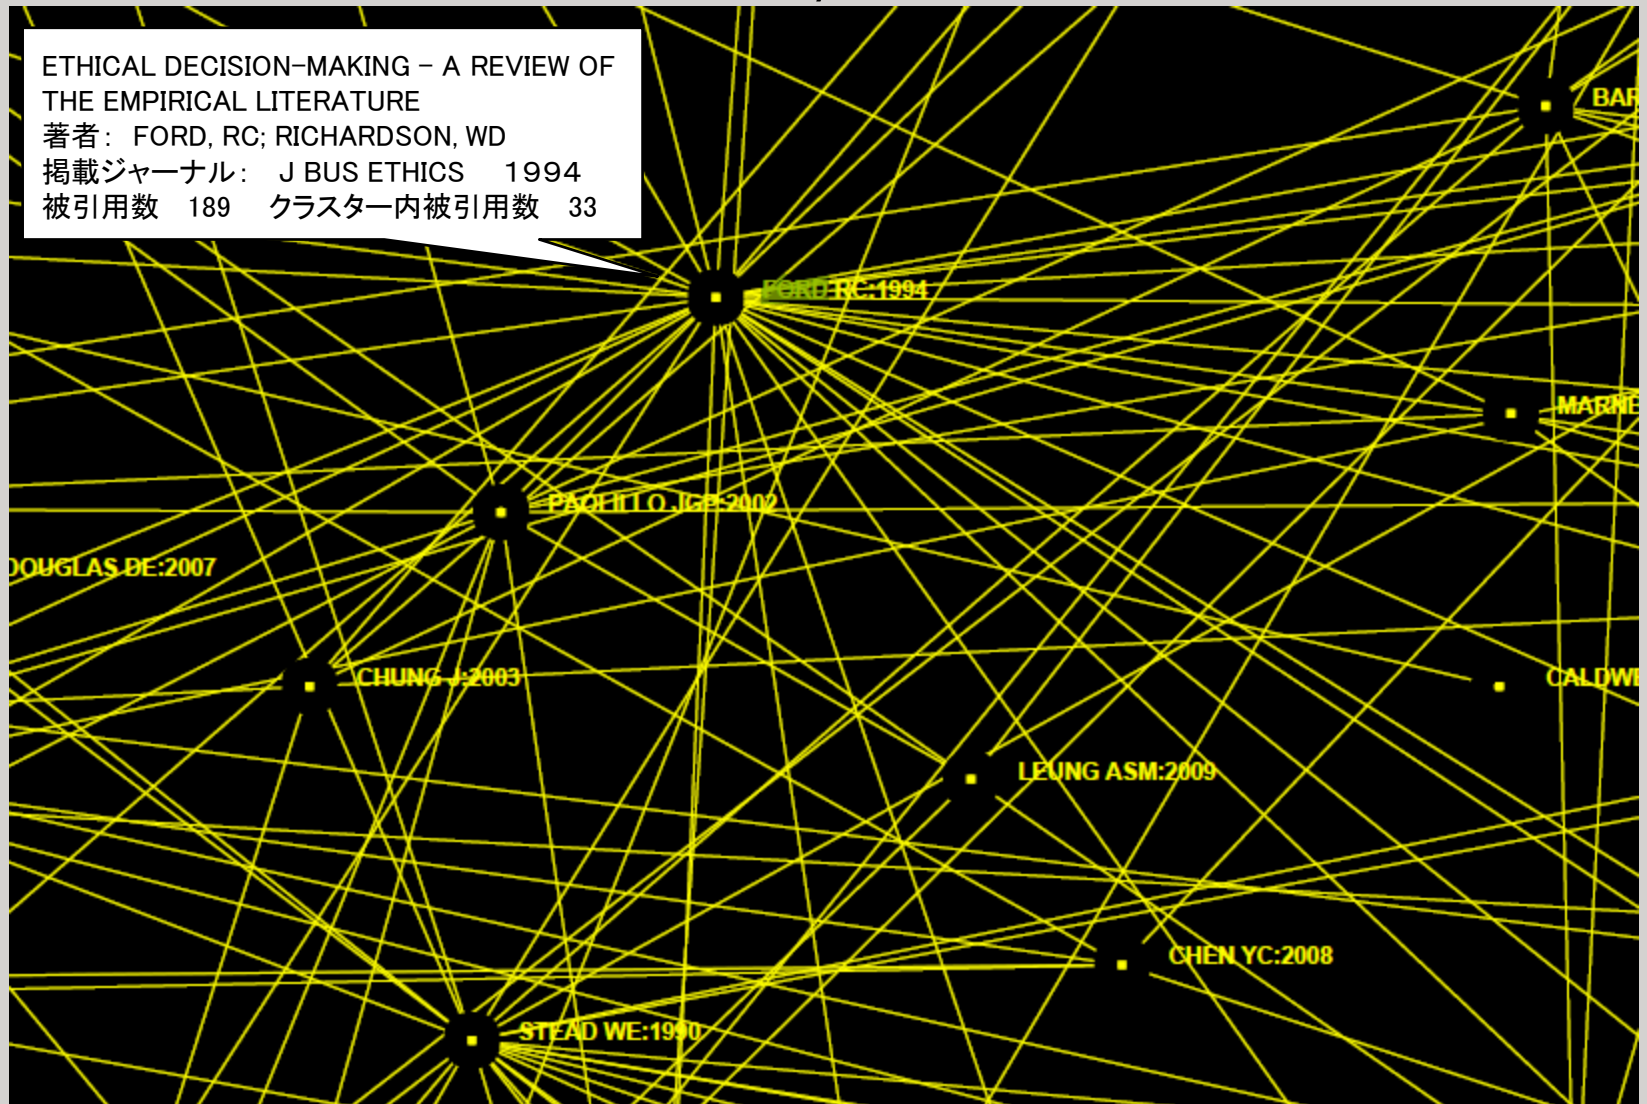 ETHICAL DECISION-MAKING - A REVIEW OF
THE EMPIRICAL LITERATURE
著者： FORD, RC; RICHARDSON, WD
掲載ジャーナル： J BUS ETHICS 1994
被引用数 189 クラスター内被引用数 33
BAR
FORD RC:1994
MARNE
PAOLILLO JGP:2002
DOUGLAS DE:2007
CHUNG J:2003
CALDWE
LEUNG ASM:2009
CHEN YC:2008
STEAD WE:1990